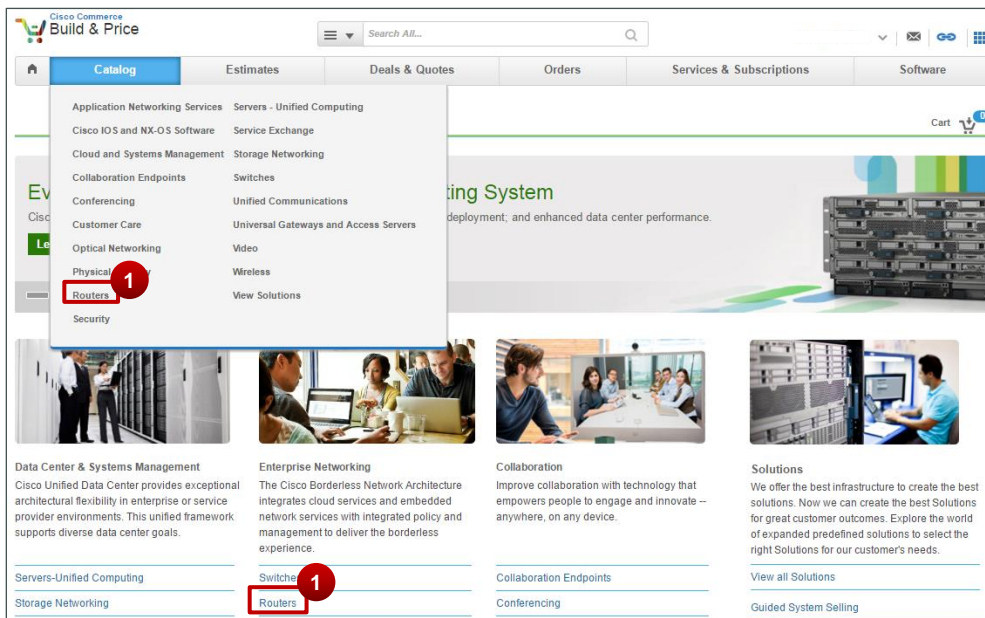 Cisco Commerce
Build & Price
Search All...
Catalog
Estimates
Deals & Quotes
Orders
Services & Subscriptions
Software
Application Networking Services
Servers - Unified Computing
Cisco IOS and NX-OS Software
Service Exchange
Cloud and Systems Management
Storage Networking
Collaboration Endpoints
Switches
Conferencing
Unified Communications
Customer Care
Universal Gateways and Access Servers
Optical Networking
Video
Physical
Wireless
1
Routers
View Solutions
Security
Cart
ing System
deployment; and enhanced data center performance.
Data Center & Systems Management
Cisco Unified Data Center provides exceptional
architectural flexibility in enterprise or service
provider environments. This unified framework
supports diverse data center goals.
Servers-Unified Computing
Storage Networking
Enterprise Networking
The Cisco Borderless Network Architecture
integrates cloud services and embedded
network services with integrated policy and
management to deliver the borderless
experience.
Switche
1
Routers
Collaboration
Improve collaboration with technology that
empowers people to engage and innovate --
anywhere, on any device.
Collaboration Endpoints
Conferencing
Solutions
We offer the best infrastructure to create the best
solutions. Now we can create the best Solutions
for great customer outcomes. Explore the world
of expanded predefined solutions to select the
right Solutions for our customer's needs.
View all Solutions
Guided System Selling